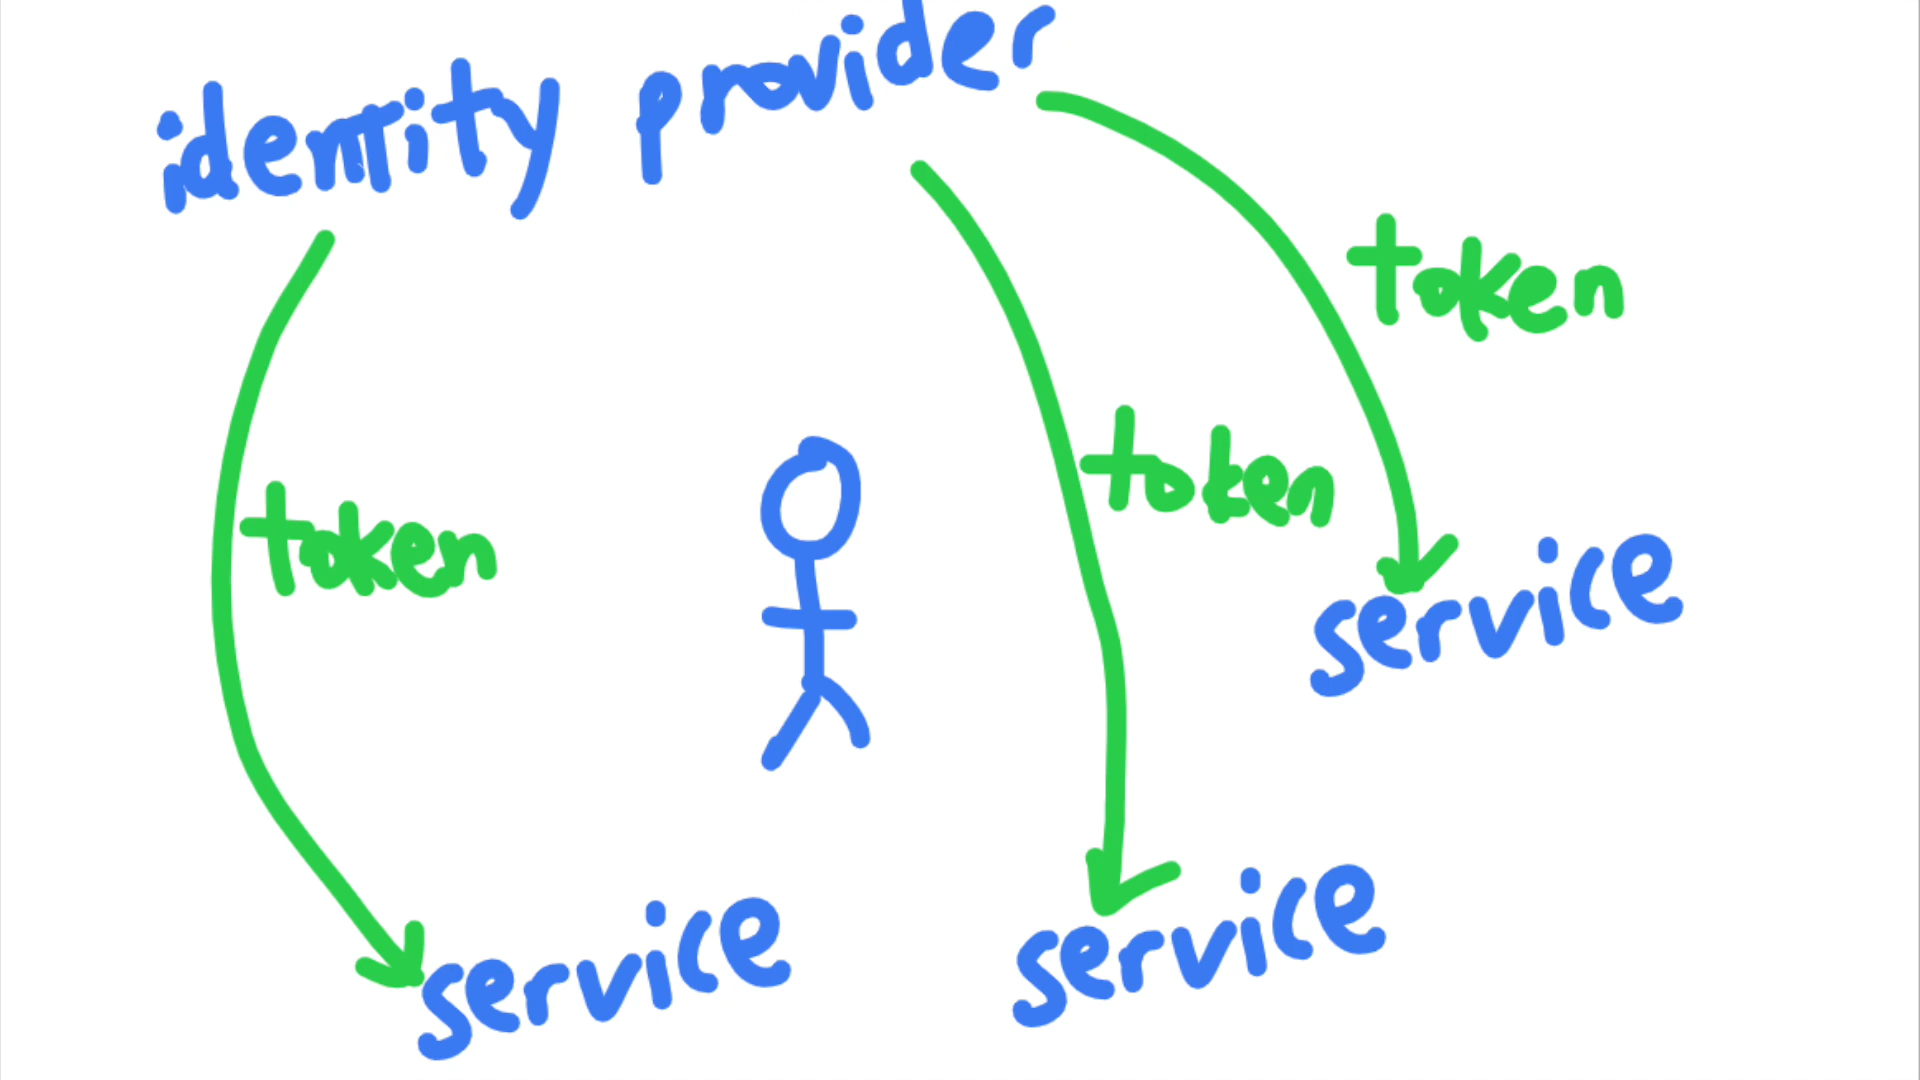 identity provider
token
token
token
service
service
service